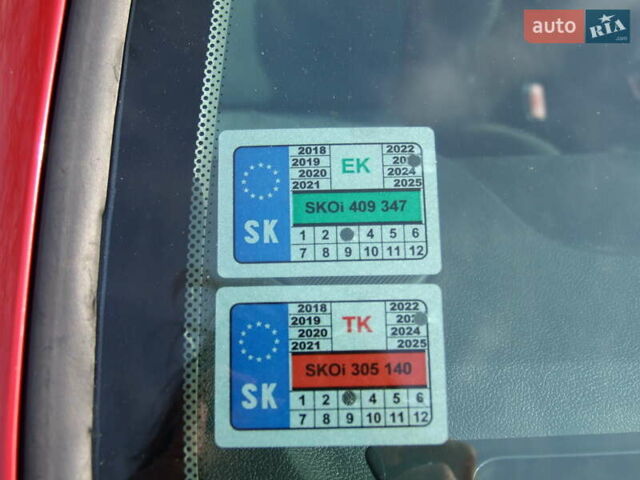 auto RIA.com
2018 2022
2019 EK
2020 2024
2021 2025
SKOi 409 347
SK
1 2 4 5 6
7 8 9 10 11 12
2018 2022
2019 TK
2020 2024
2021 2025
SKOi 305 140
SK
1 2 4 5 6
7 8 9 10 11 12